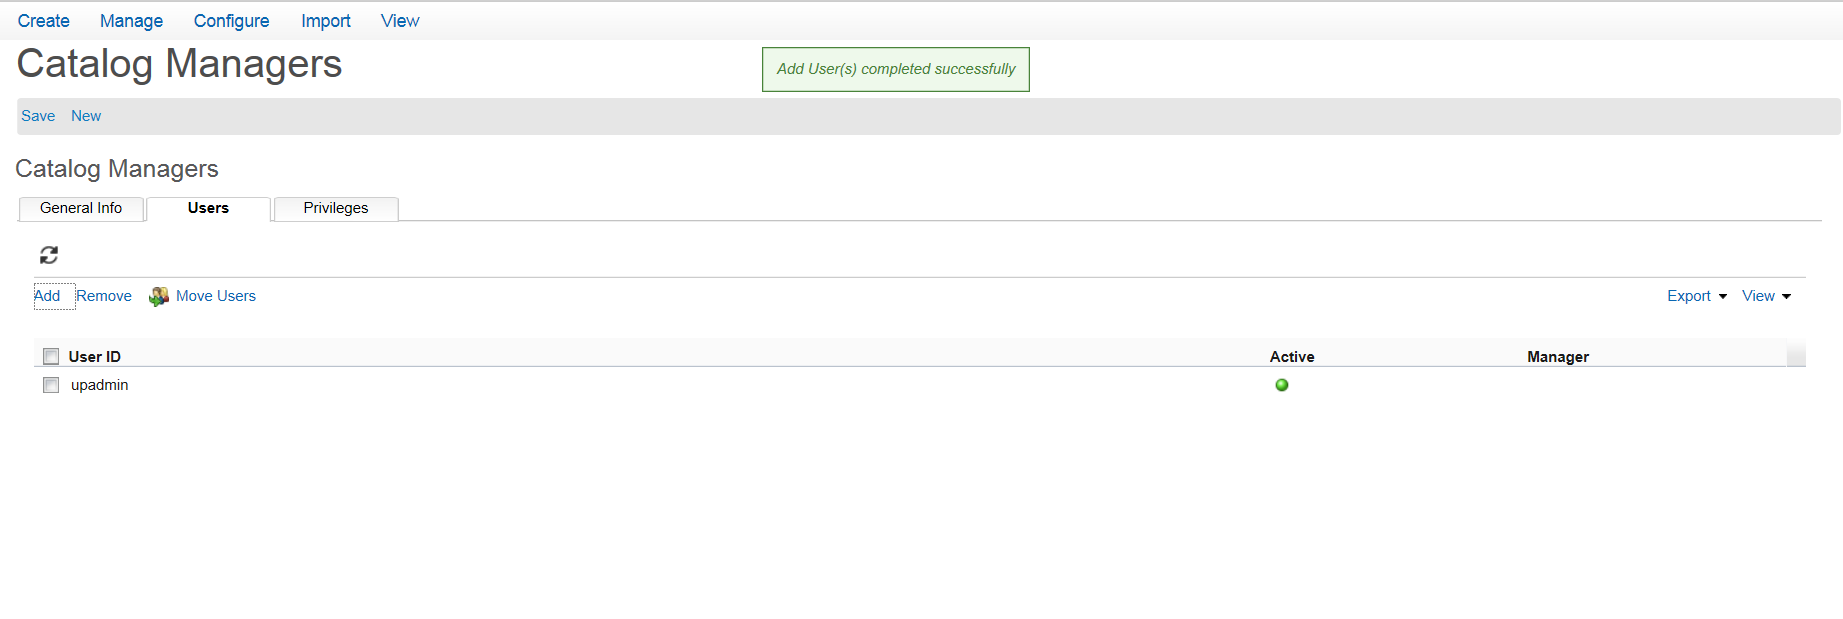 Create Manage Configure Import View
Catalog Managers
Add User(s) completed successfully
Save New
Catalog Managers
General Info Users Privileges
Add Remove Move Users Export View
User ID Active Manager
upadmin